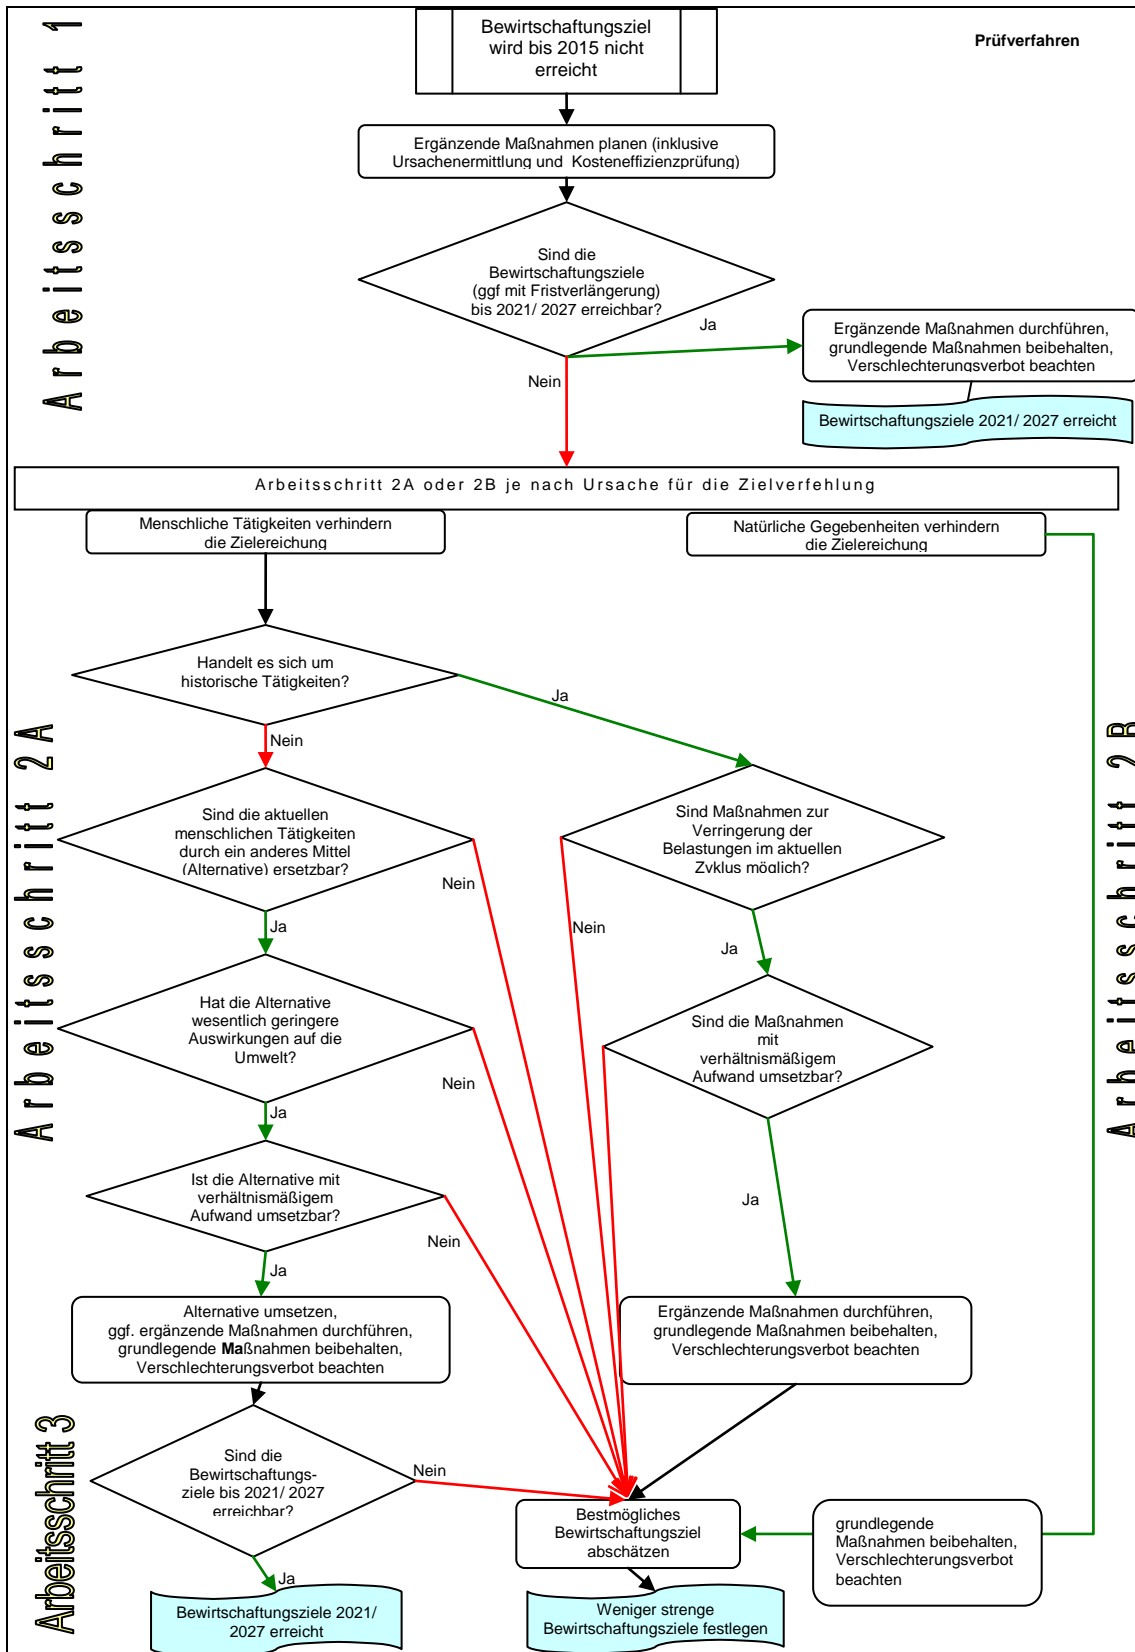 Arbeitsschritt 1
Prüfverfahren
Bewirtschaftungsziel
wird bis 2015 nicht
erreicht
Ergänzende Maßnahmen planen (inklusive
Ursachenermittlung und Kosteneffizienzprüfung)
Sind die
Bewirtschaftungsziele
(ggf mit Fristverlängerung)
bis 2021/ 2027 erreichbar?
Ja
Ergänzende Maßnahmen durchführen,
grundlegende Maßnahmen beibehalten,
Verschlechterungsverbot beachten
Nein
Bewirtschaftungsziele 2021/ 2027 erreicht
Arbeitsschritt 2A oder 2B je nach Ursache für die Zielverfehlung
Menschliche Tätigkeiten verhindern
die Zielereichung
Natürliche Gegebenheiten verhindern
die Zielereichung
Arbeitsschritt 2A
Arbeitsschritt 2B
Handelt es sich um
historische Tätigkeiten?
Ja
Nein
Sind die aktuellen
menschlichen Tätigkeiten
durch ein anderes Mittel
(Alternative) ersetzbar?
Nein
Sind Maßnahmen zur
Verringerung der
Belastungen im aktuellen
Zyklus möglich?
Nein
Ja
Ja
Hat die Alternative
wesentlich geringere
Auswirkungen auf die
Umwelt?
Nein
Sind die Maßnahmen
mit
verhältnismäßigem
Aufwand umsetzbar?
Ja
Ja
Ist die Alternative mit
verhältnismäßigem
Aufwand umsetzbar?
Nein
Ja
Alternative umsetzen,
ggf. ergänzende Maßnahmen durchführen,
grundlegende Maßnahmen beibehalten,
Verschlechterungsverbot beachten
Ergänzende Maßnahmen durchführen,
grundlegende Maßnahmen beibehalten,
Verschlechterungsverbot beachten
Arbeitsschritt 3
Sind die
Bewirtschaftungs-
ziele bis 2021/ 2027
erreichbar?
Nein
Ja
Bestmögliches
Bewirtschaftungsziel
abschätzen
grundlegende
Maßnahmen beibehalten,
Verschlechterungsverbot
beachten
Bewirtschaftungsziele 2021/
2027 erreicht
Weniger strenge
Bewirtschaftungsziele festlegen